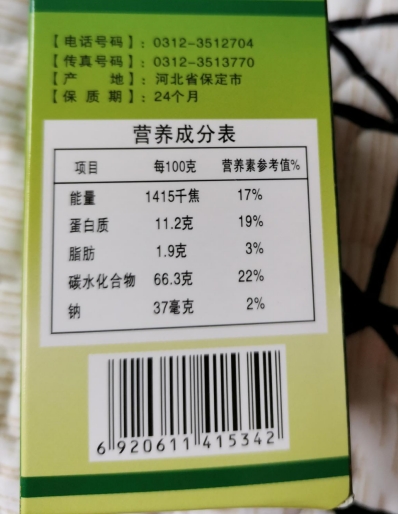 【电话号码】: 0312-3512704
【传真号码】: 0312-3513770
【产 地】: 河北省保定市
【保 质 期】: 24个月
营养成分表
项目 每100克 营养素参考值%
能量 1415千焦 17%
蛋白质 11.2克 19%
脂肪 1.9克 3%
碳水化合物 66.3克 22%
钠 37毫克 2%
6 920611 415342